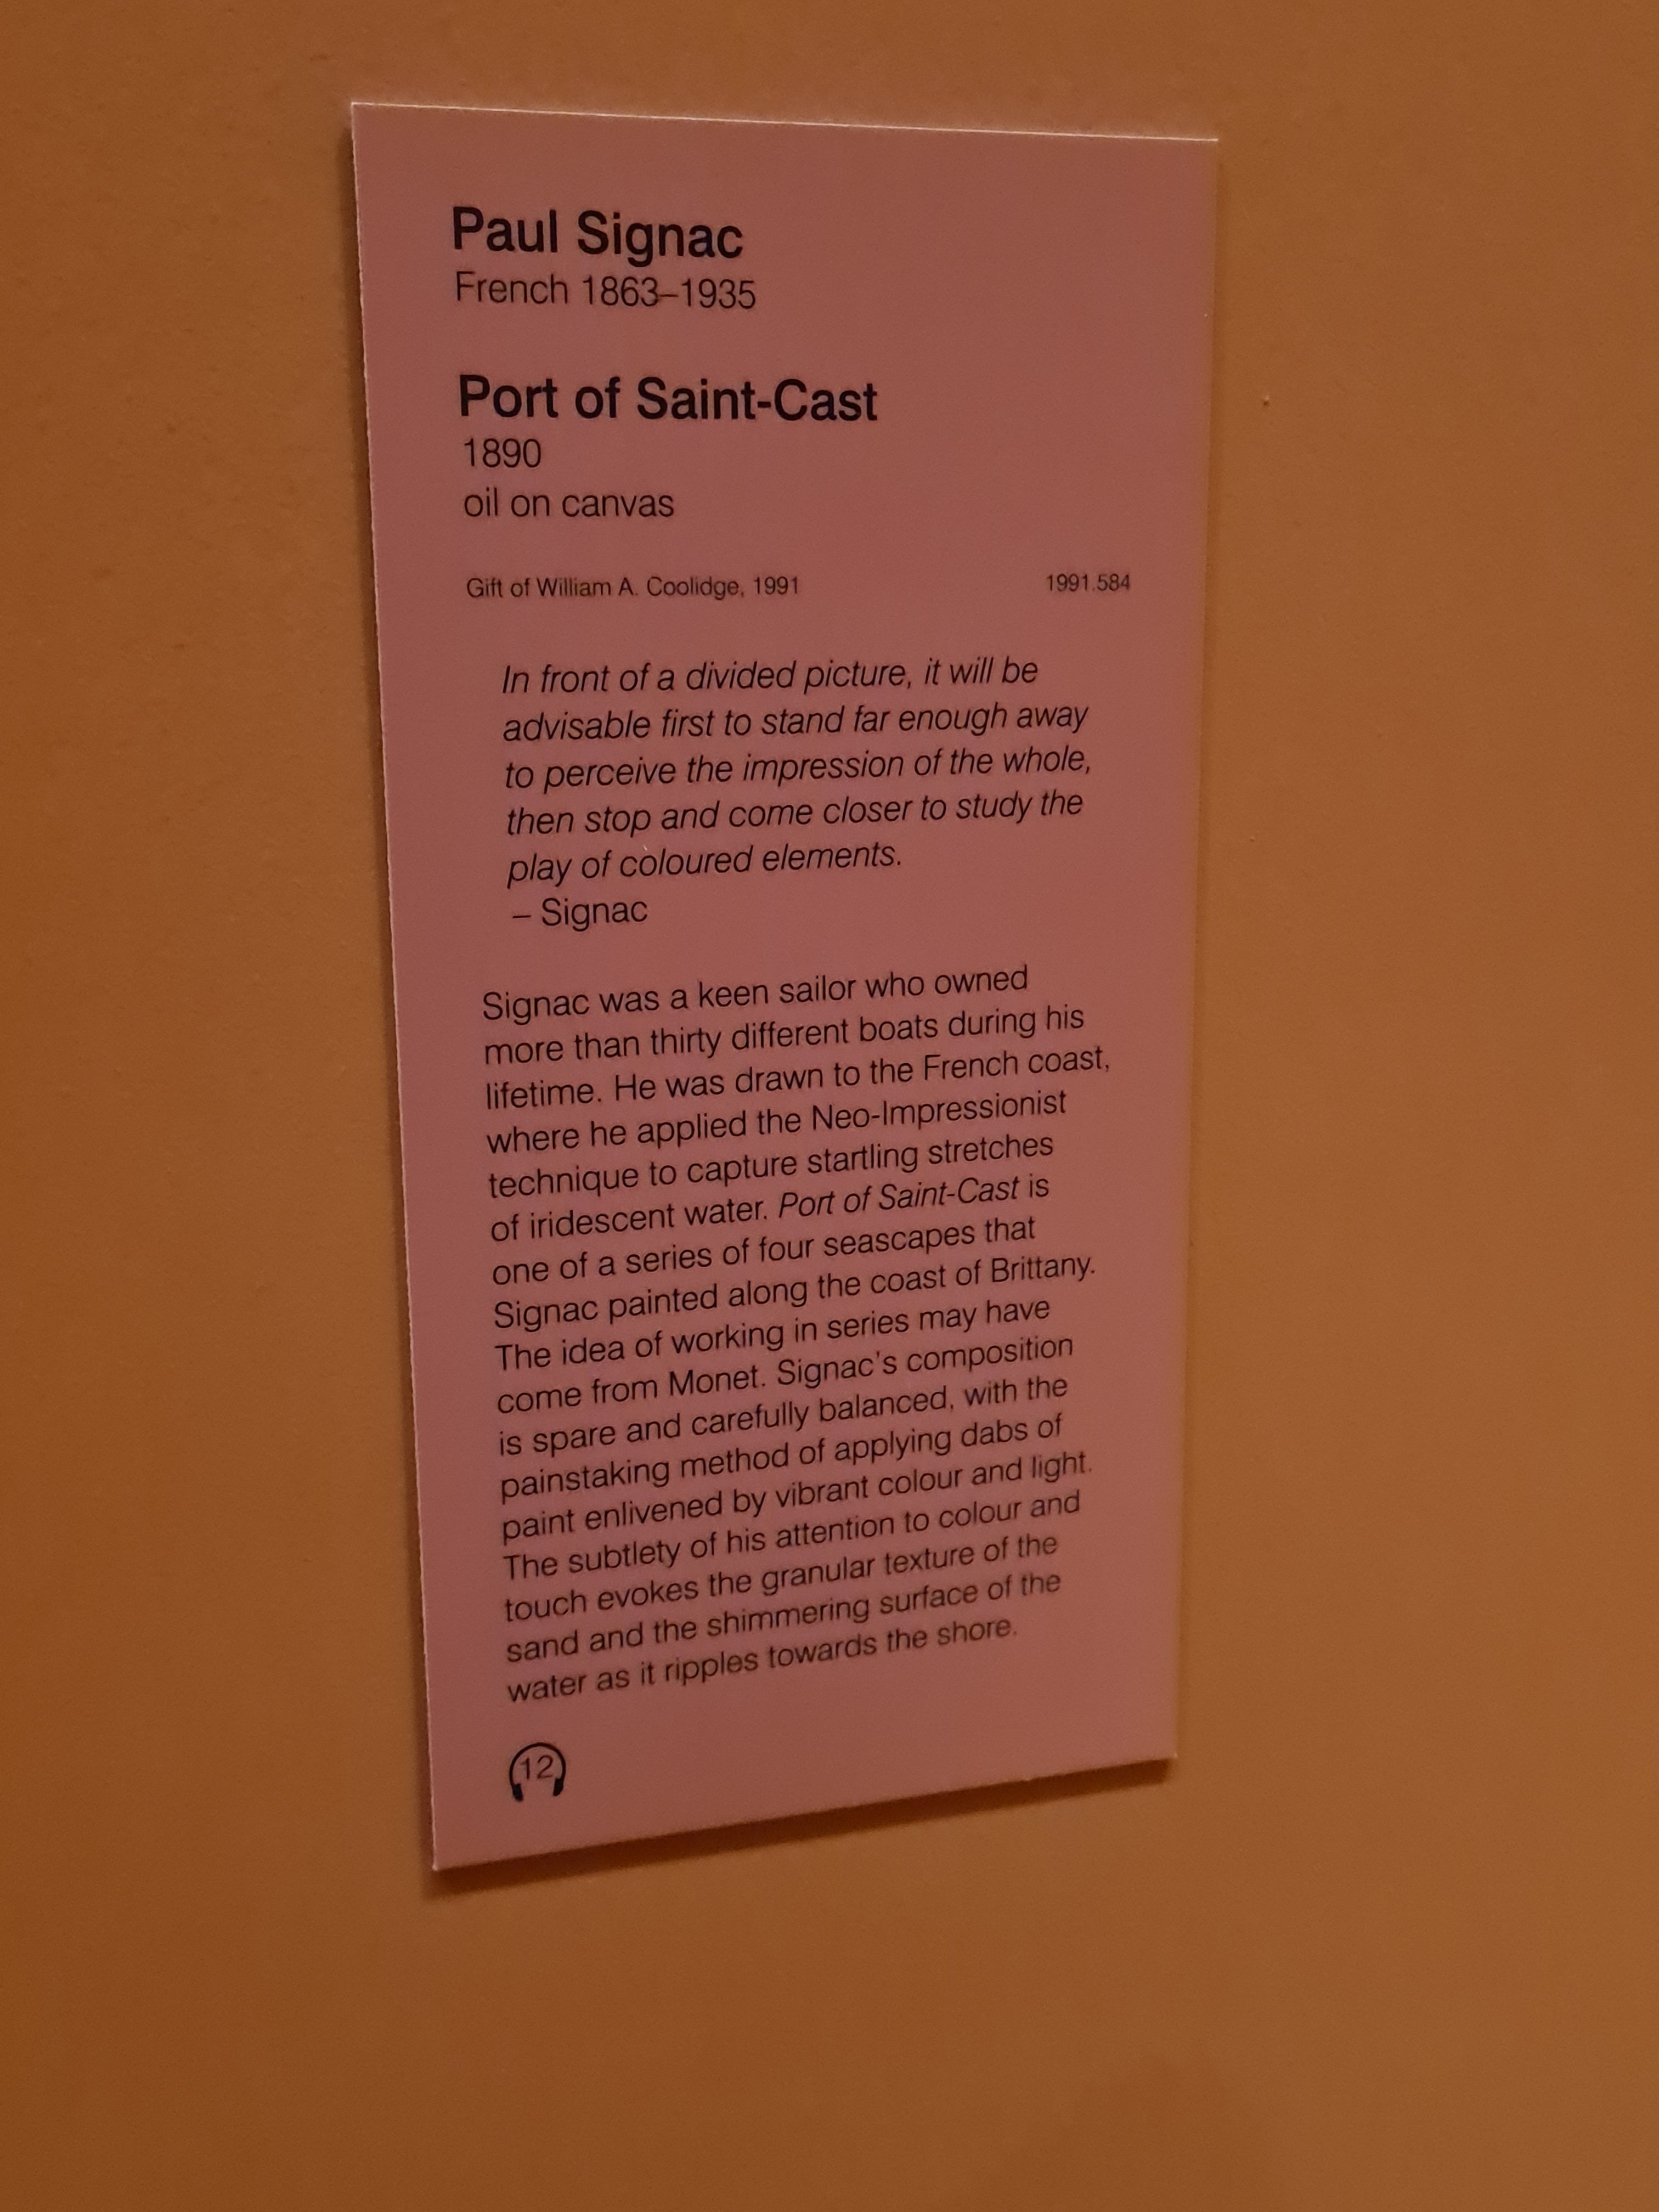 Paul Signac
French 1863–1935
Port of Saint-Cast
1890
oil on canvas
Gift of William A. Coolidge, 1991 1991.584
In front of a divided picture, it will be
advisable first to stand far enough away
to perceive the impression of the whole,
then stop and come closer to study the
play of coloured elements.
– Signac
Signac was a keen sailor who owned
more than thirty different boats during his
lifetime. He was drawn to the French coast,
where he applied the Neo-Impressionist
technique to capture startling stretches
of iridescent water. Port of Saint-Cast is
one of a series of four seascapes that
Signac painted along the coast of Brittany.
The idea of working in series may have
come from Monet. Signac's composition
is spare and carefully balanced, with the
painstaking method of applying dabs of
paint enlivened by vibrant colour and light.
The subtlety of his attention to colour and
touch evokes the granular texture of the
sand and the shimmering surface of the
water as it ripples towards the shore.
12